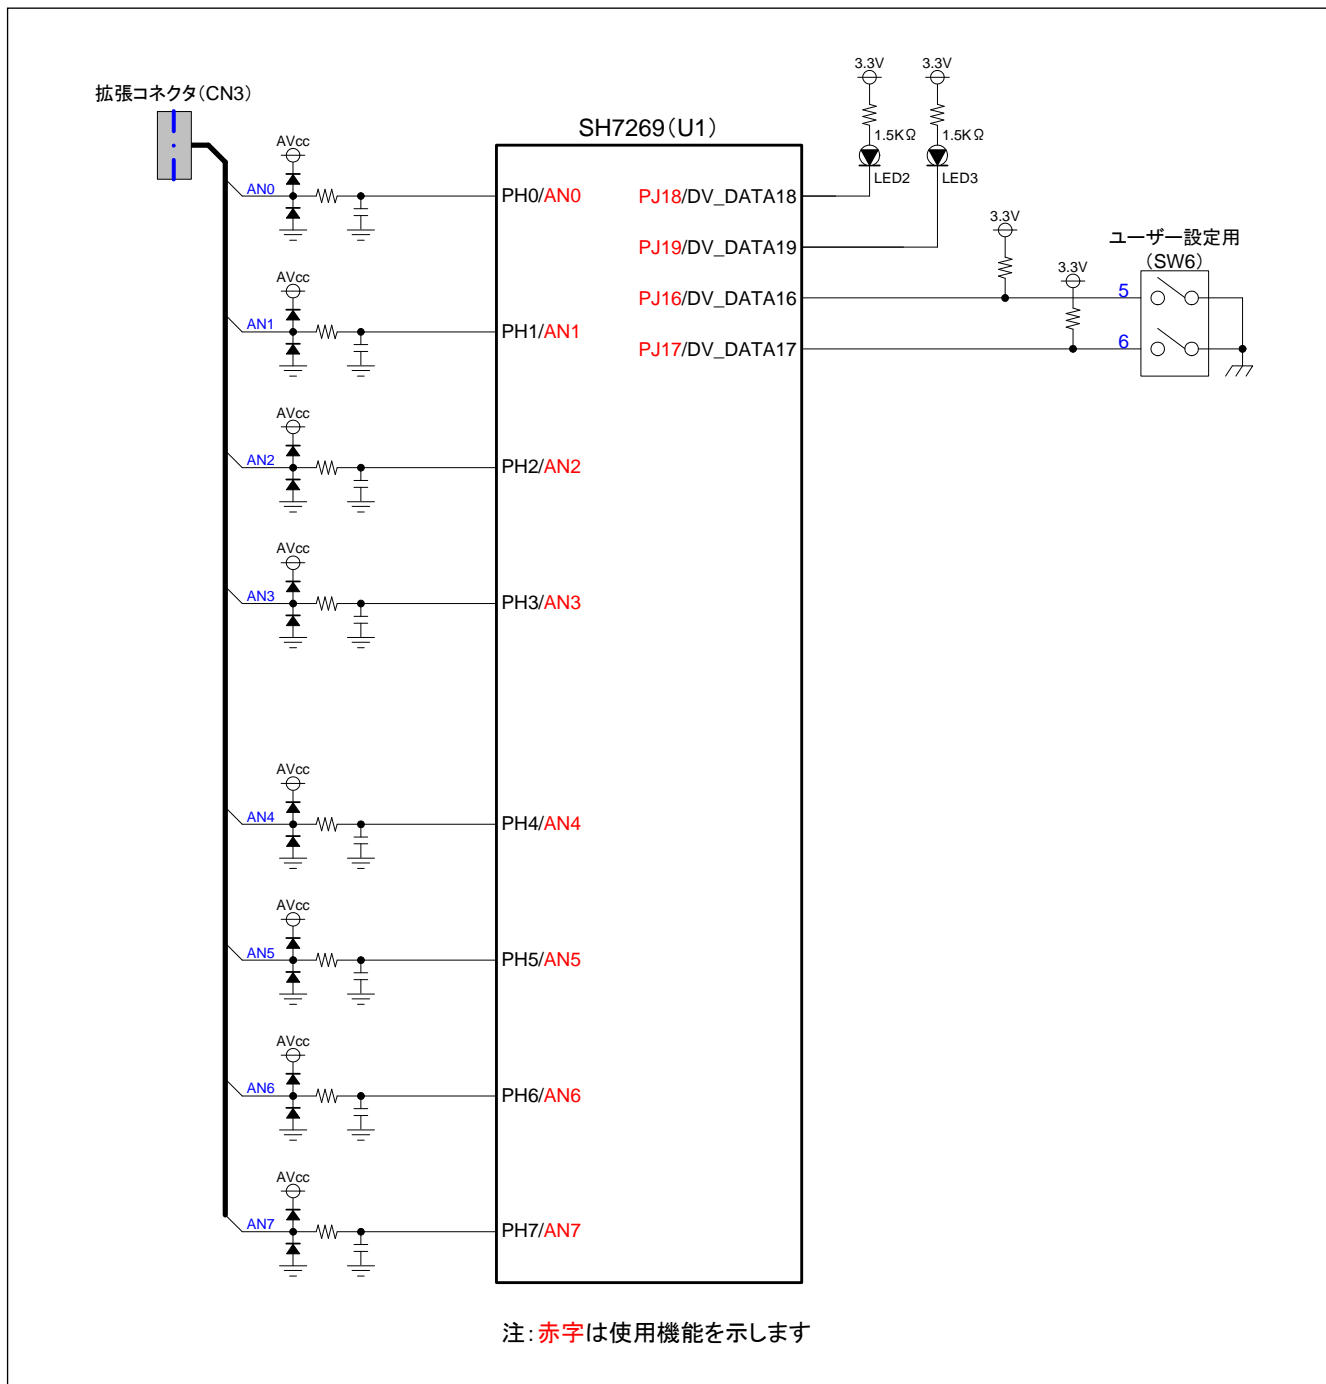 拡張コネクタ(CN3)
SH7269(U1)
3.3V
3.3V
1.5KΩ
1.5KΩ
LED2
LED3
AVcc
AN0
PH0/AN0
PJ18/DV_DATA18
PJ19/DV_DATA19
3.3V
3.3V
ユーザー設定用
(SW6)
PJ16/DV_DATA16
5
PJ17/DV_DATA17
6
AVcc
AN1
PH1/AN1
AVcc
AN2
PH2/AN2
AVcc
AN3
PH3/AN3
AVcc
AN4
PH4/AN4
AVcc
AN5
PH5/AN5
AVcc
AN6
PH6/AN6
AVcc
AN7
PH7/AN7
注:赤字は使用機能を示します